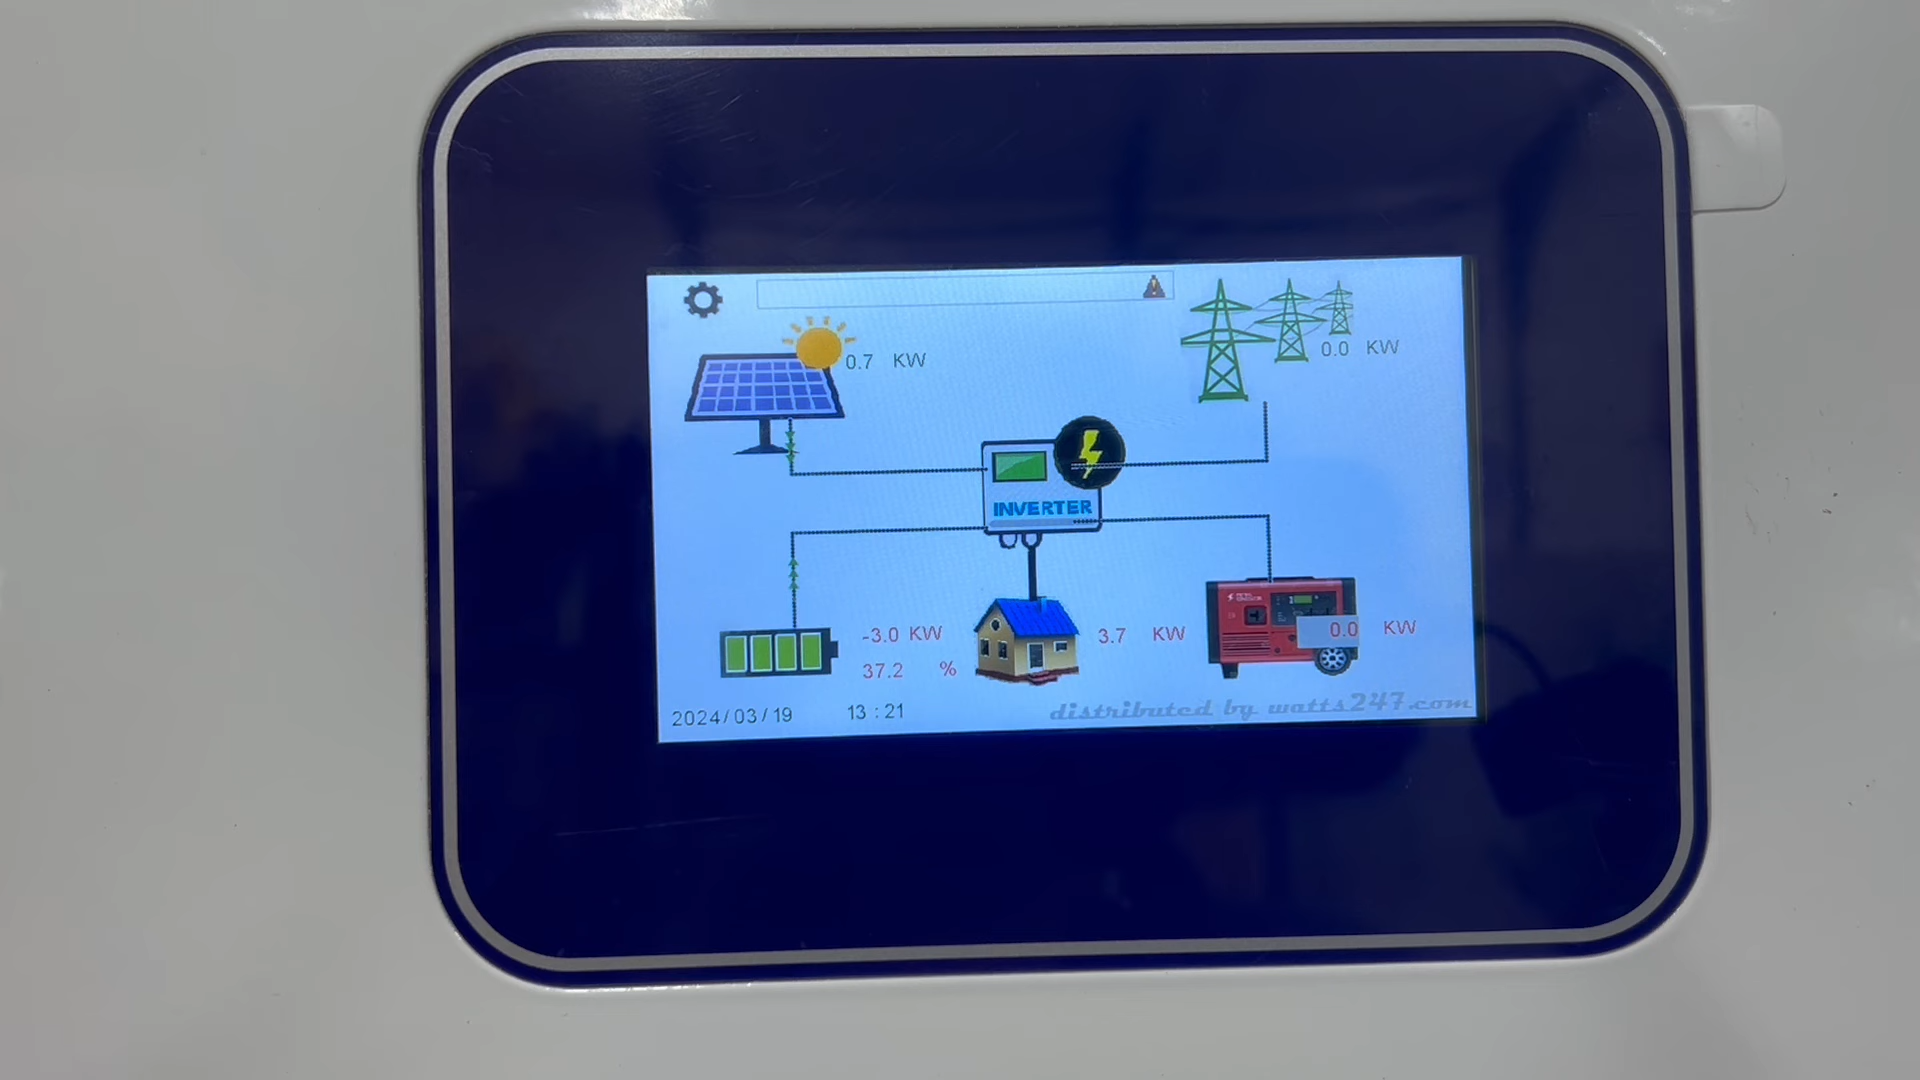 0.7 KW
0.0 KW
INVERTER
-3.0 KW
37.2 %
3.7 KW
0.0 KW
2024/03/19 13:21
distributed by watts247.com